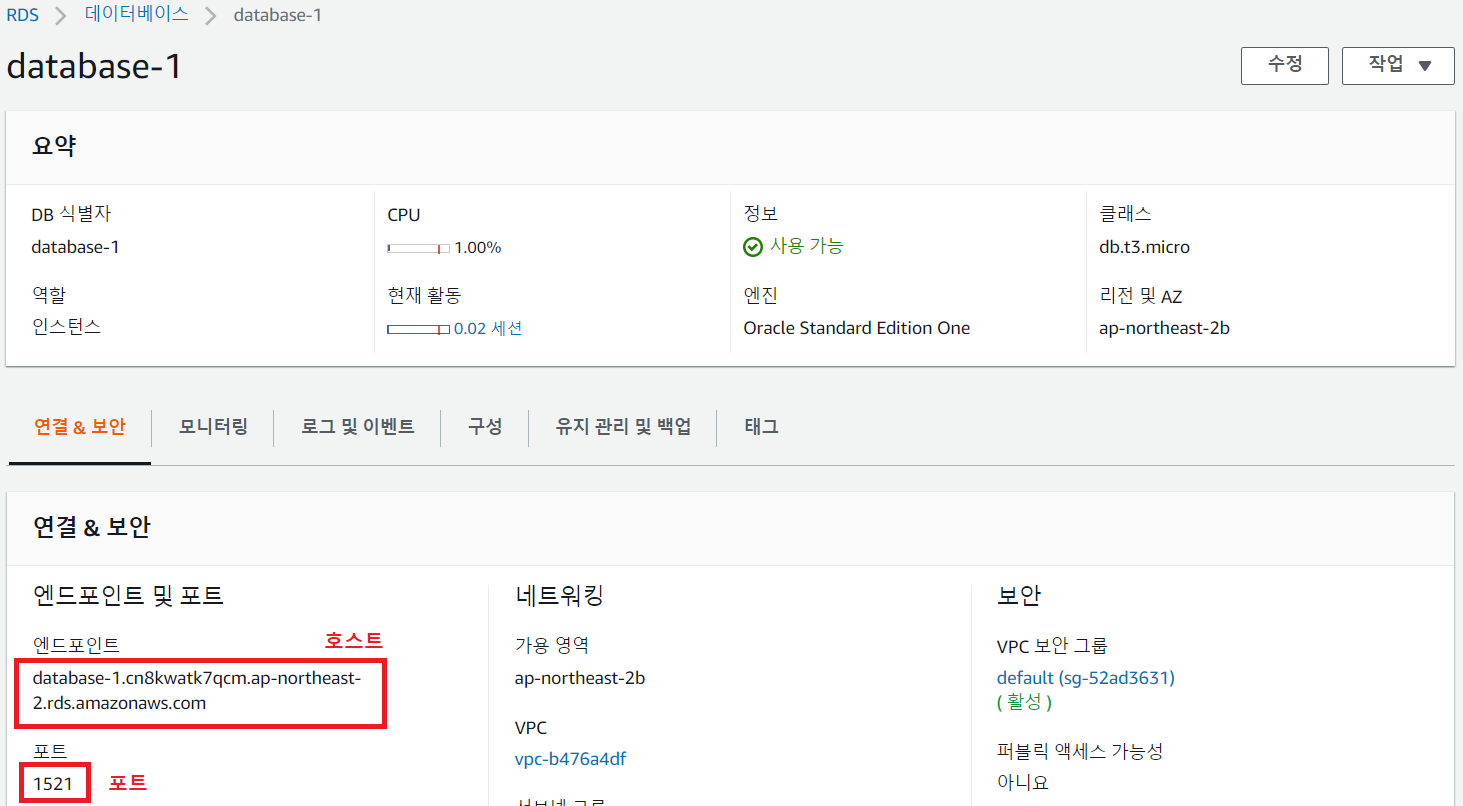 RDS > 데이터베이스 > database-1
database-1
수정
작업
요약
DB 식별자
database-1
CPU
1.00%
정보
사용 가능
클래스
db.t3.micro
역할
인스턴스
현재 활동
0.02 세션
엔진
Oracle Standard Edition One
리전 및 AZ
ap-northeast-2b
연결 & 보안
모니터링
로그 및 이벤트
구성
유지 관리 및 백업
태그
연결 & 보안
엔드포인트 및 포트
엔드포인트
호스트
database-1.cn8kwatk7qcm.ap-northeast-
2.rds.amazonaws.com
포트
1521
포트
네트워킹
가용 영역
ap-northeast-2b
VPC
vpc-b476a4df
보안
VPC 보안 그룹
default (sg-52ad3631)
( 활성 )
퍼블릭 액세스 가능성
아니요